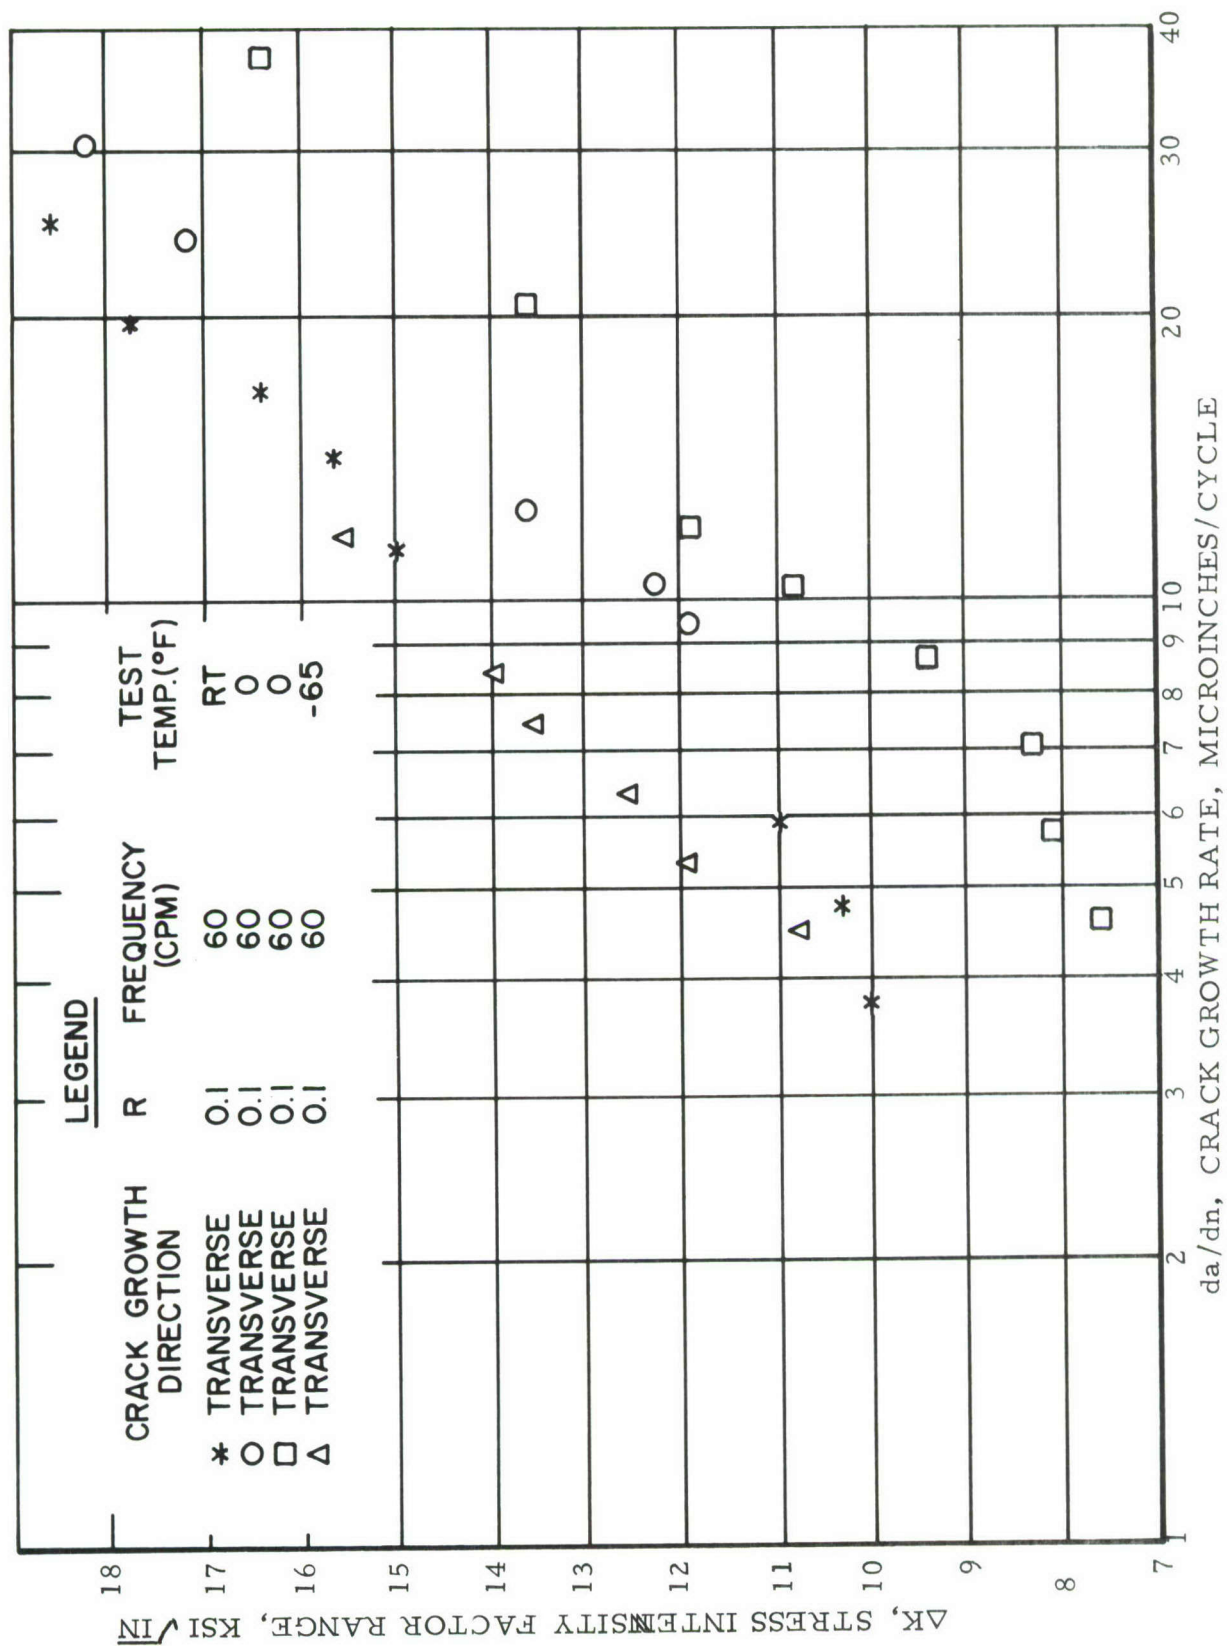 LEGEND
CRACK GROWTH DIRECTION R FREQUENCY (CPM) TEST TEMP.(°F)
* TRANSVERSE 0.1 60 RT
○ TRANSVERSE 0.1 60 0
□ TRANSVERSE 0.1 60 0
△ TRANSVERSE 0.1 60 -65
ΔK, STRESS INTENSITY FACTOR RANGE, KSI√IN
18
17
16
15
14
13
12
11
10
9
8
7
1 2 3 4 5 6 7 8 9 10 20 30 40
da/dn, CRACK GROWTH RATE, MICROINCHES/CYCLE